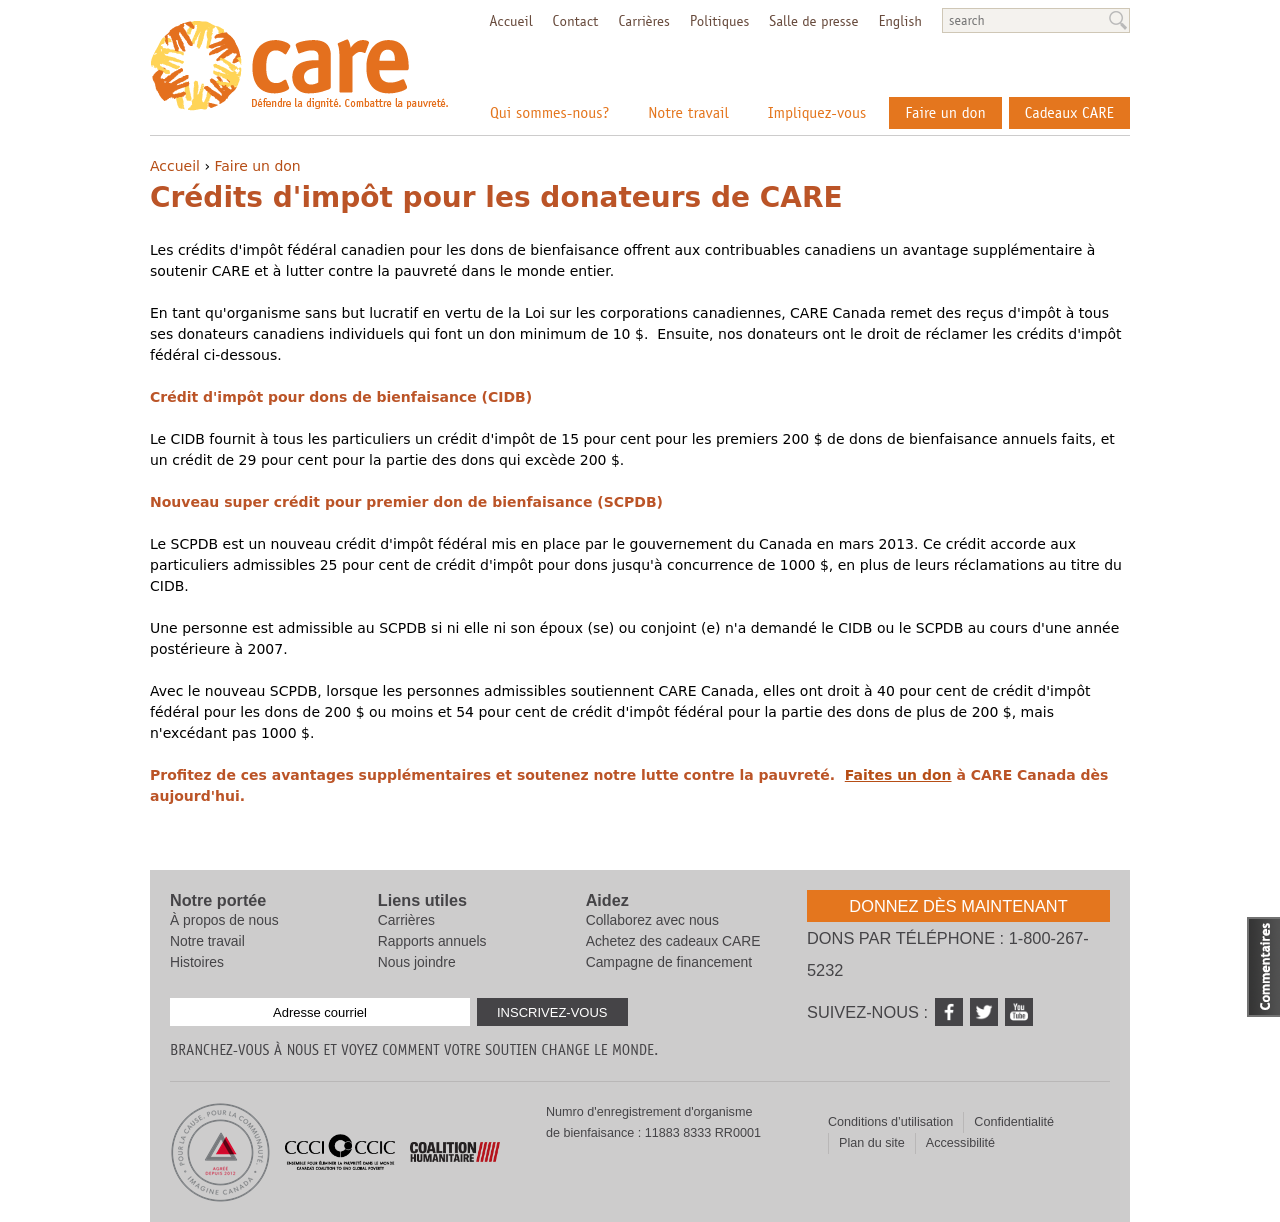 Accueil Contact Carrières Politiques Salle de presse English search
care
Défendre la dignité. Combattre la pauvreté.
Qui sommes-nous? Notre travail Impliquez-vous Faire un don Cadeaux CARE
Accueil › Faire un don
Crédits d'impôt pour les donateurs de CARE
Les crédits d'impôt fédéral canadien pour les dons de bienfaisance offrent aux contribuables canadiens un avantage supplémentaire à
soutenir CARE et à lutter contre la pauvreté dans le monde entier.
En tant qu'organisme sans but lucratif en vertu de la Loi sur les corporations canadiennes, CARE Canada remet des reçus d'impôt à tous
ses donateurs canadiens individuels qui font un don minimum de 10 $.  Ensuite, nos donateurs ont le droit de réclamer les crédits d'impôt
fédéral ci-dessous.
Crédit d'impôt pour dons de bienfaisance (CIDB)
Le CIDB fournit à tous les particuliers un crédit d'impôt de 15 pour cent pour les premiers 200 $ de dons de bienfaisance annuels faits, et
un crédit de 29 pour cent pour la partie des dons qui excède 200 $.
Nouveau super crédit pour premier don de bienfaisance (SCPDB)
Le SCPDB est un nouveau crédit d'impôt fédéral mis en place par le gouvernement du Canada en mars 2013. Ce crédit accorde aux
particuliers admissibles 25 pour cent de crédit d'impôt pour dons jusqu'à concurrence de 1000 $, en plus de leurs réclamations au titre du
CIDB.
Une personne est admissible au SCPDB si ni elle ni son époux (se) ou conjoint (e) n'a demandé le CIDB ou le SCPDB au cours d'une année
postérieure à 2007.
Avec le nouveau SCPDB, lorsque les personnes admissibles soutiennent CARE Canada, elles ont droit à 40 pour cent de crédit d'impôt
fédéral pour les dons de 200 $ ou moins et 54 pour cent de crédit d'impôt fédéral pour la partie des dons de plus de 200 $, mais
n'excédant pas 1000 $.
Profitez de ces avantages supplémentaires et soutenez notre lutte contre la pauvreté.  Faites un don à CARE Canada dès
aujourd'hui.
Notre portée
À propos de nous
Notre travail
Histoires
Liens utiles
Carrières
Rapports annuels
Nous joindre
Aidez
Collaborez avec nous
Achetez des cadeaux CARE
Campagne de financement
DONNEZ DÈS MAINTENANT
DONS PAR TÉLÉPHONE : 1-800-267-
5232
Commentaires
Adresse courriel INSCRIVEZ-VOUS
SUIVEZ-NOUS : You Tube
BRANCHEZ-VOUS À NOUS ET VOYEZ COMMENT VOTRE SOUTIEN CHANGE LE MONDE.
POUR LA CAUSE, POUR LA COMMUNAUTÉ
AGRÉÉ
DEPUIS 2012
IMAGINE CANADA
CCCI CCIC
ENSEMBLE POUR ÉLIMINER LA PAUVRETÉ DANS LE MONDE
CANADA'S COALITION TO END GLOBAL POVERTY
COALITION
HUMANITAIRE
Numro d'enregistrement d'organisme
de bienfaisance : 11883 8333 RR0001
Conditions d'utilisation Confidentialité
Plan du site Accessibilité